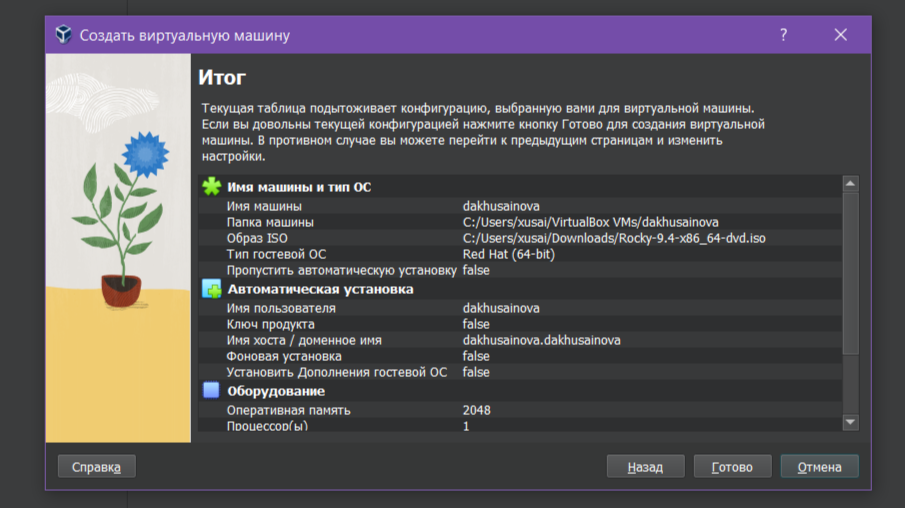 Создать виртуальную машину
?
Итог
Текущая таблица подытоживает конфигурацию, выбранную вами для виртуальной машины.
Если вы довольны текущей конфигурацией нажмите кнопку Готово для создания виртуальной
машины. В противном случае вы можете перейти к предыдущим страницам и изменить
настройки.
Имя машины и тип ОС
Имя машины dakhusainova
Папка машины C:/Users/xusai/VirtualBox VMs/dakhusainova
Образ ISO C:/Users/xusai/Downloads/Rocky-9.4-x86_64-dvd.iso
Тип гостевой ОС Red Hat (64-bit)
Пропустить автоматическую установку false
Автоматическая установка
Имя пользователя dakhusainova
Ключ продукта false
Имя хоста / доменное имя dakhusainova.dakhusainova
Фоновая установка false
Установить Дополнения гостевой ОС false
Оборудование
Оперативная память 2048
Процессор(ы) 1
Справка Назад Готово Отмена